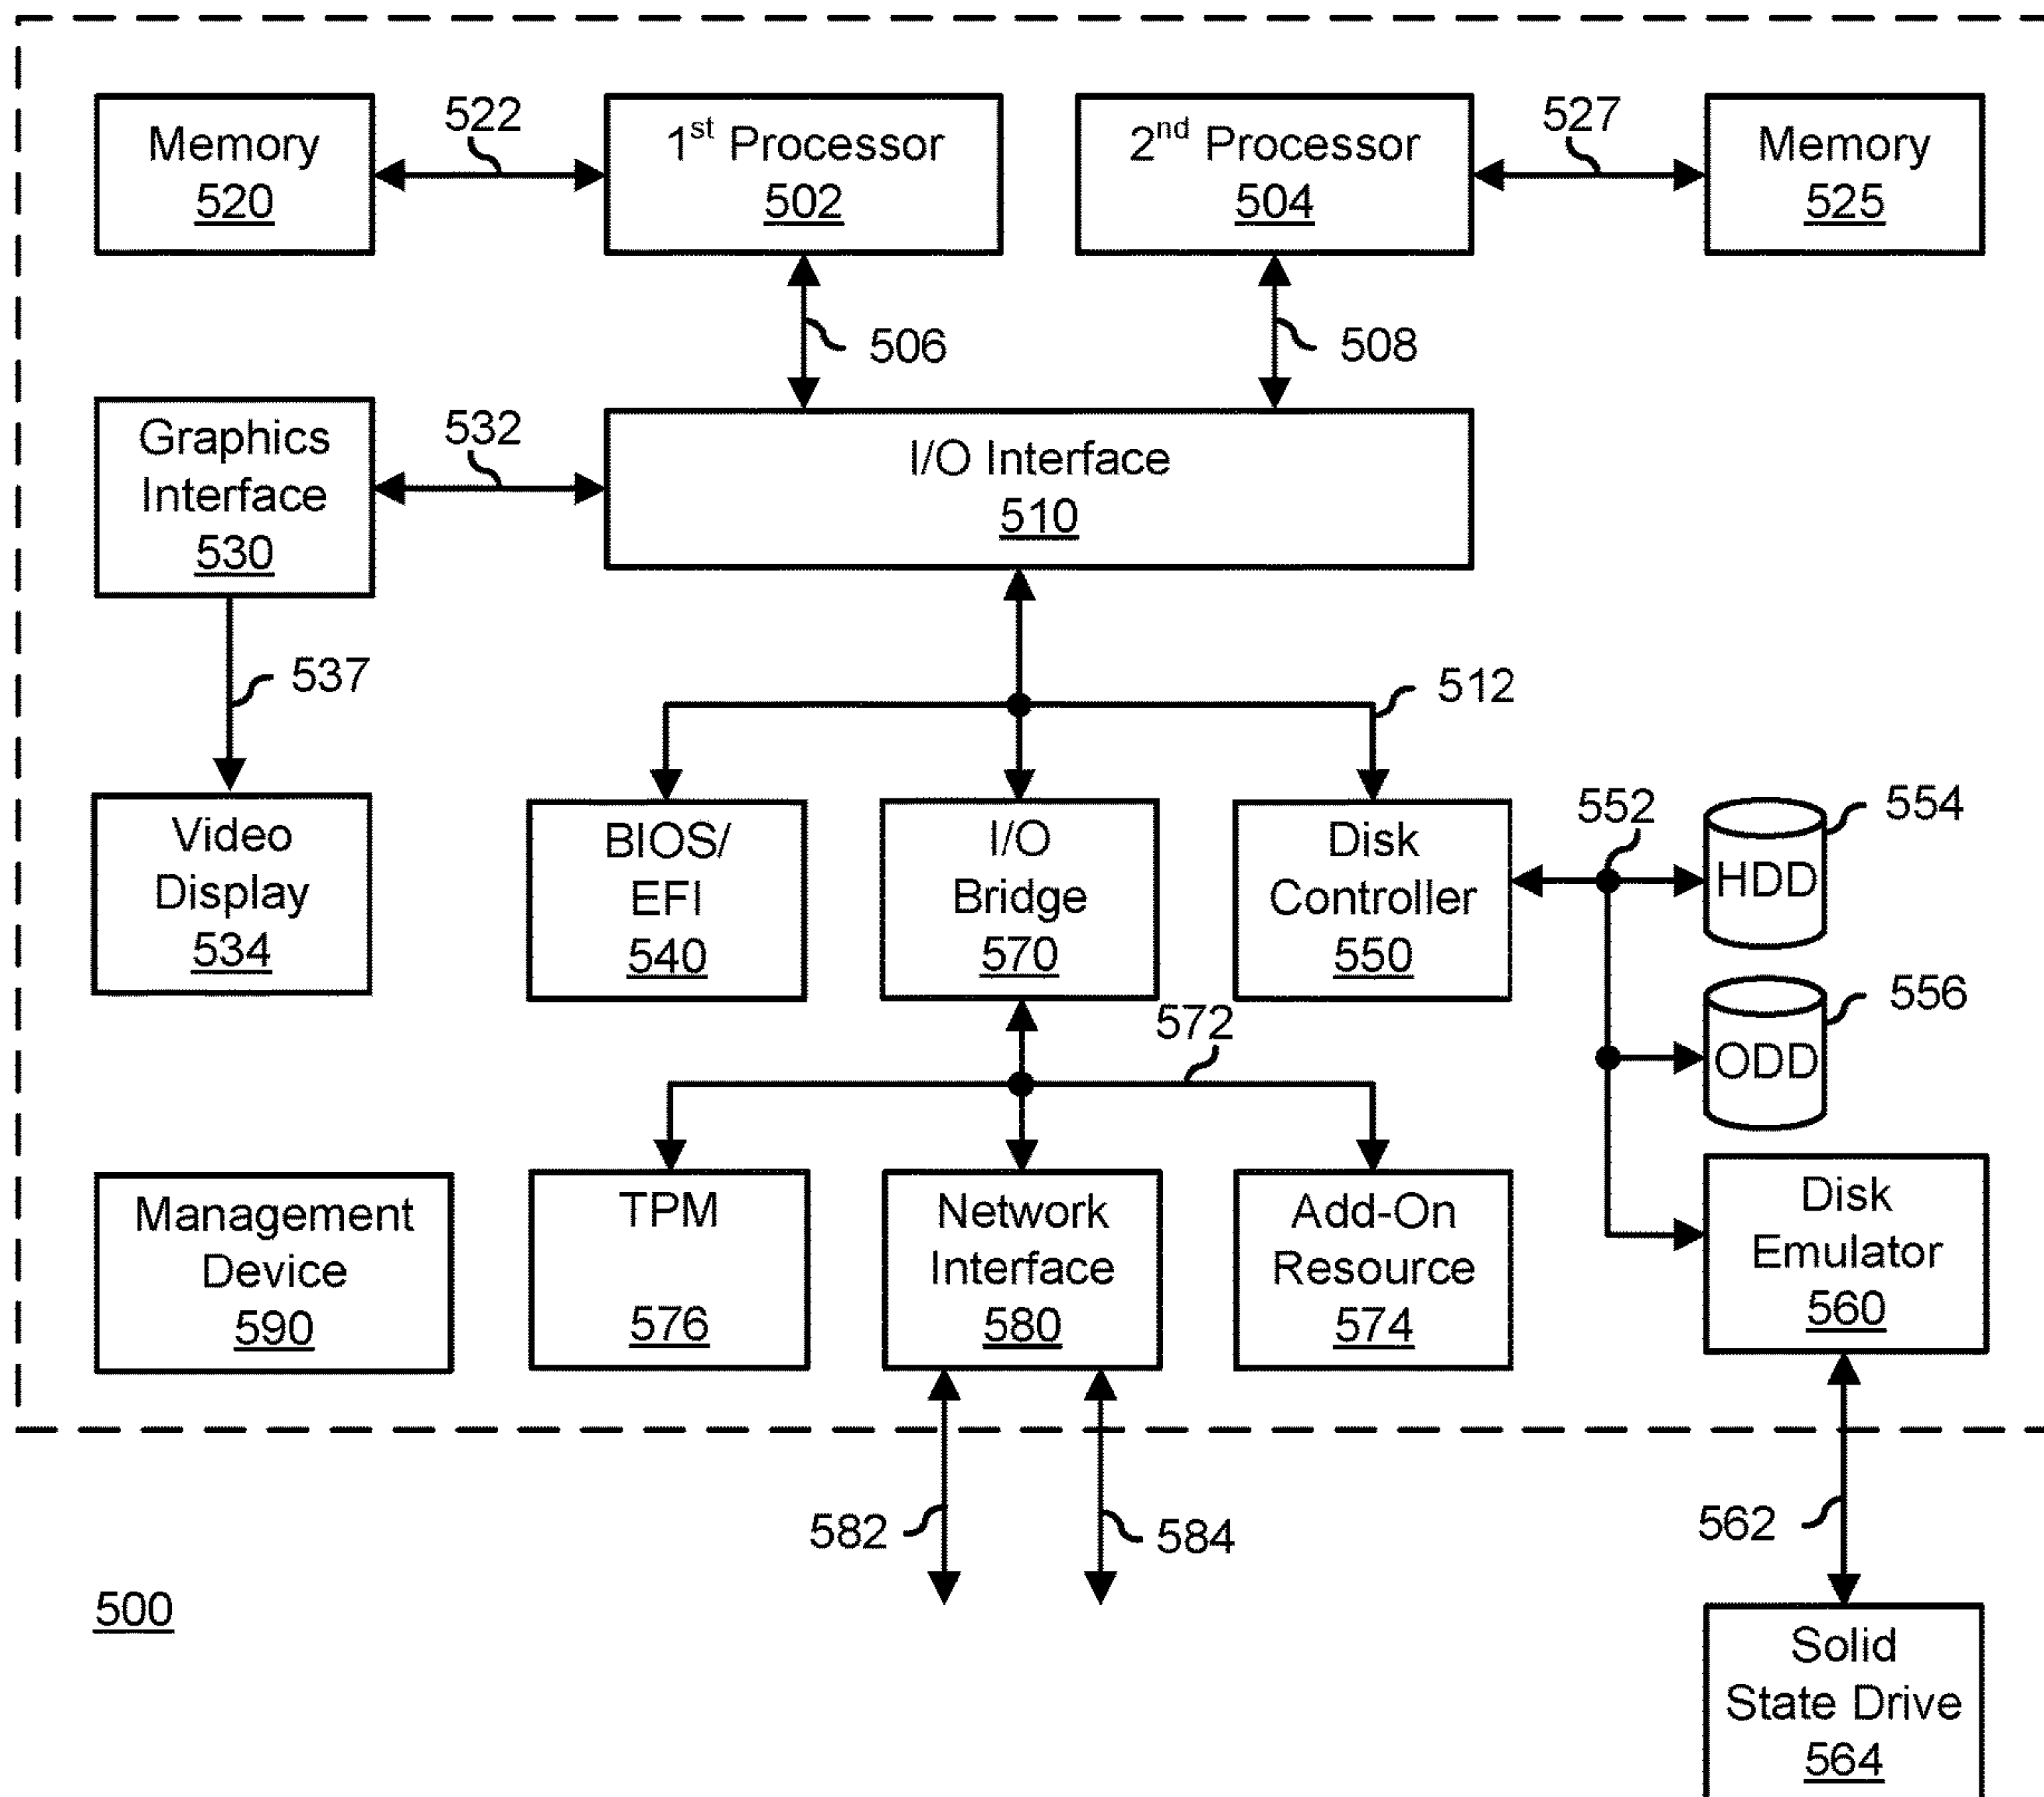 522
527
Memory
520
1st Processor
502
2nd Processor
504
Memory
525
506
508
532
Graphics
Interface
530
I/O Interface
510
537
512
Video
Display
534
BIOS/
EFI
540
I/O
Bridge
570
Disk
Controller
550
552
554
HDD
556
ODD
572
Management
Device
590
TPM
576
Network
Interface
580
Add-On
Resource
574
Disk
Emulator
560
582
584
562
500
Solid
State Drive
564